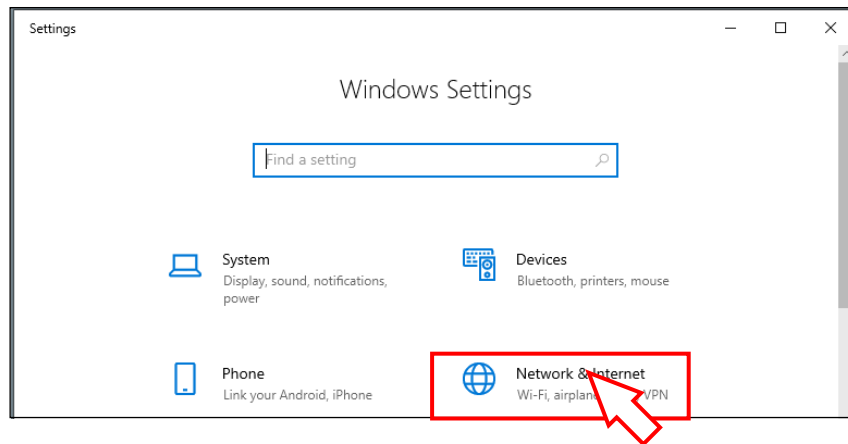 Settings
Windows Settings
Find a setting
System
Display, sound, notifications,
power
Devices
Bluetooth, printers, mouse
Phone
Link your Android, iPhone
Network & Internet
Wi-Fi, airplane VPN